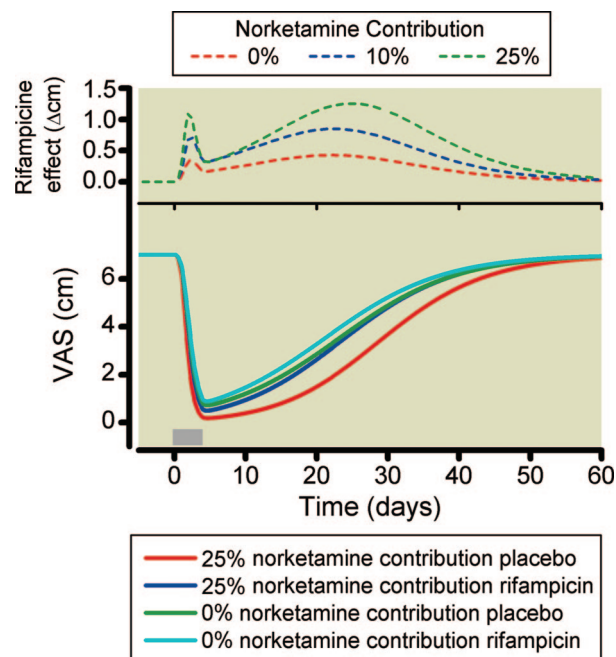 Norketamine Contribution
0% 10% 25%
Rifampicine
effect (Δcm)
1.5
1.0
0.5
0.0
VAS (cm)
6
4
2
0
0 10 20 30 40 50 60
Time (days)
25% norketamine contribution placebo
25% norketamine contribution rifampicin
0% norketamine contribution placebo
0% norketamine contribution rifampicin